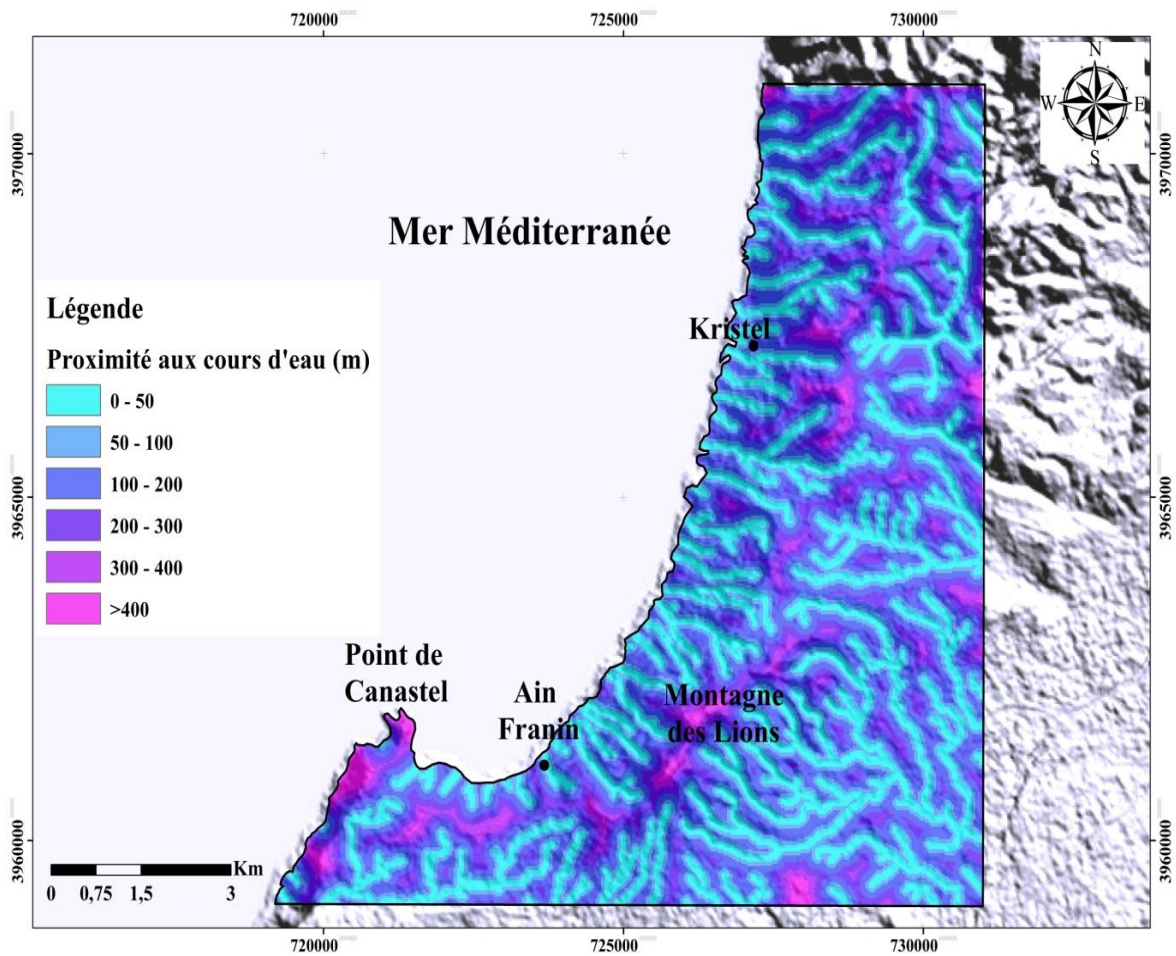 720000 725000 730000
N
W E
S
3970000 3970000
Mer Méditerranée
Légende
Proximité aux cours d'eau (m)
0 - 50
50 - 100
100 - 200
200 - 300
300 - 400
>400
Kristel
3965000 3965000
Point de
Canastel
Ain
Franin
Montagne
des Lions
3960000 3960000
Km
0 0,75 1,5 3
720000 725000 730000